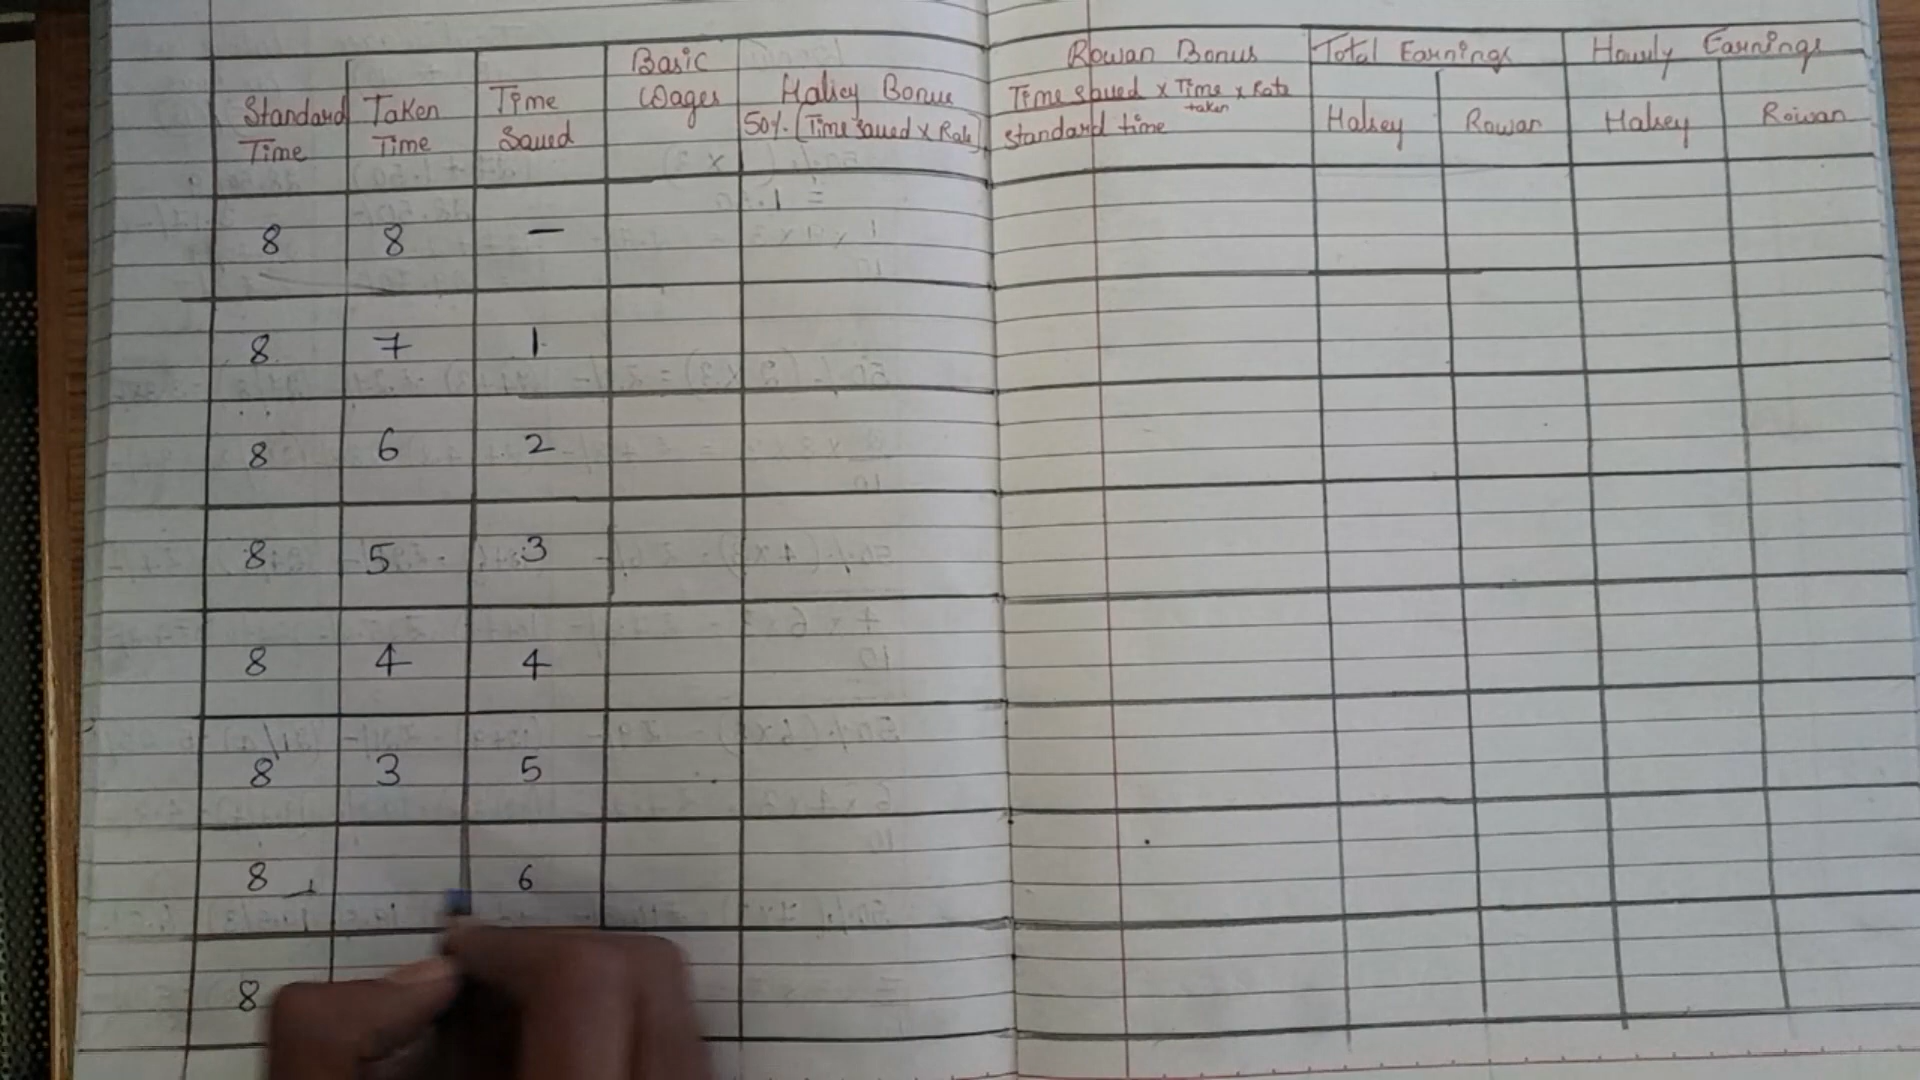 Basic Rowan Bonus Total Earnings Hourly Earnings
Standard Taken Time Wages Halsey Bonus Time saved x Time x Rate
taken
Time Time Saved 50%. (Time saved x Rate) standard time Halsey Rowan Halsey Rowan
8 8 —
8 7 1
8 6 2
8 5 3
8 4 4
8 3 5
8 6
8